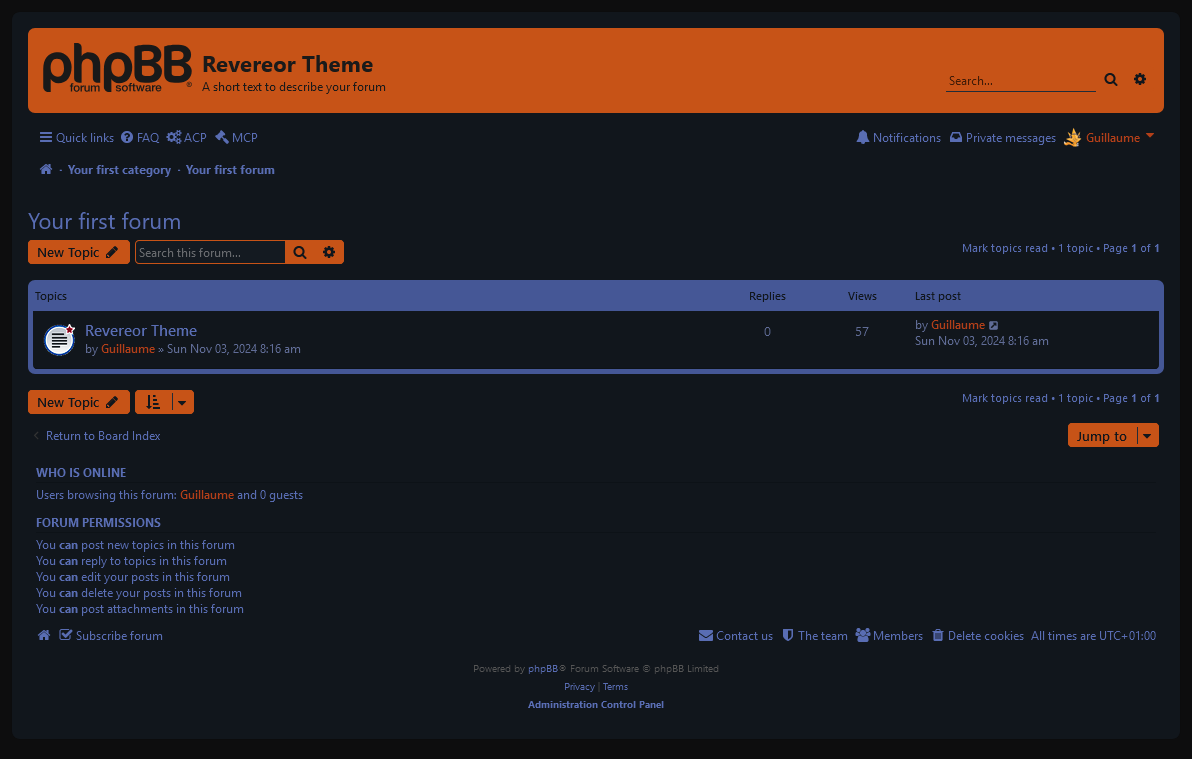 phpBB
forum software ®
Revereor Theme
A short text to describe your forum
Search…
Quick links FAQ ACP MCP
Notifications Private messages Guillaume
· Your first category · Your first forum
Your first forum
New Topic Search this forum…
Mark topics read • 1 topic • Page 1 of 1
Topics Replies Views Last post
Revereor Theme 0 57 by Guillaume
by Guillaume » Sun Nov 03, 2024 8:16 am Sun Nov 03, 2024 8:16 am
New Topic
Mark topics read • 1 topic • Page 1 of 1
Return to Board Index
Jump to
WHO IS ONLINE
Users browsing this forum: Guillaume and 0 guests
FORUM PERMISSIONS
You can post new topics in this forum
You can reply to topics in this forum
You can edit your posts in this forum
You can delete your posts in this forum
You can post attachments in this forum
Subscribe forum
Contact us The team Members Delete cookies All times are UTC+01:00
Powered by phpBB® Forum Software © phpBB Limited
Privacy | Terms
Administration Control Panel